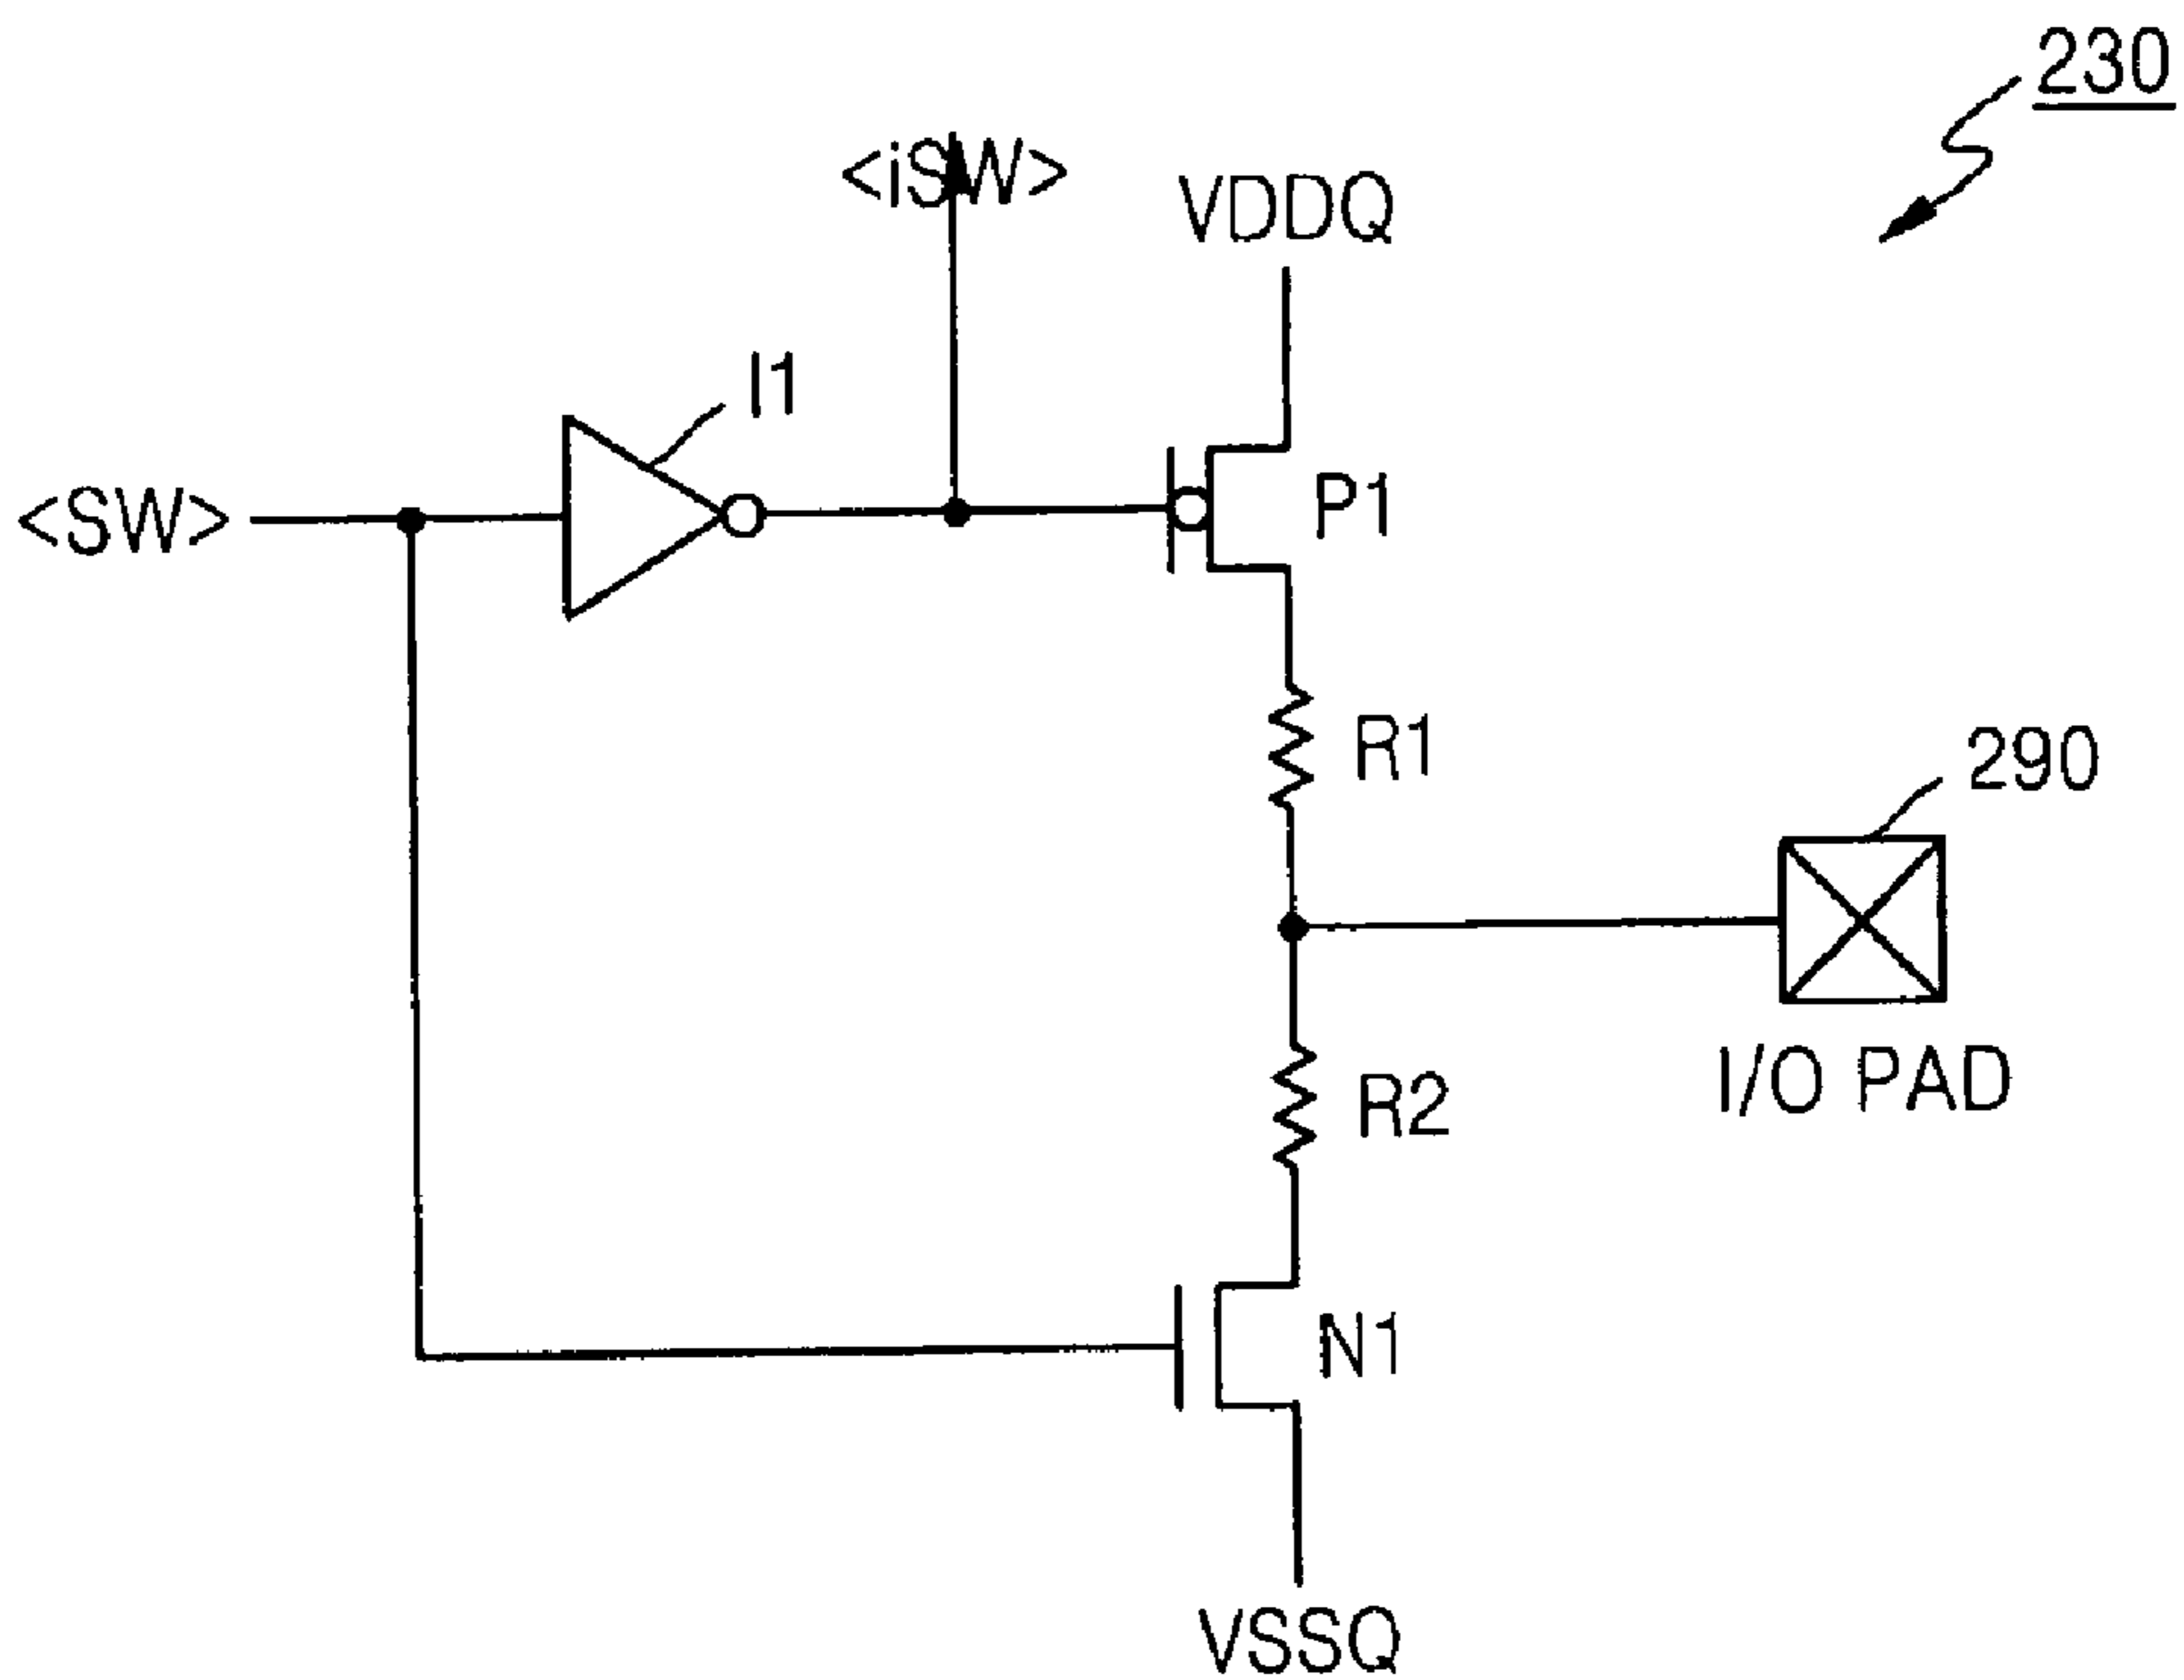 230
<iSW>
VDDQ
I1
<SW>
P1
R1
290
I/O PAD
R2
N1
VSSQ